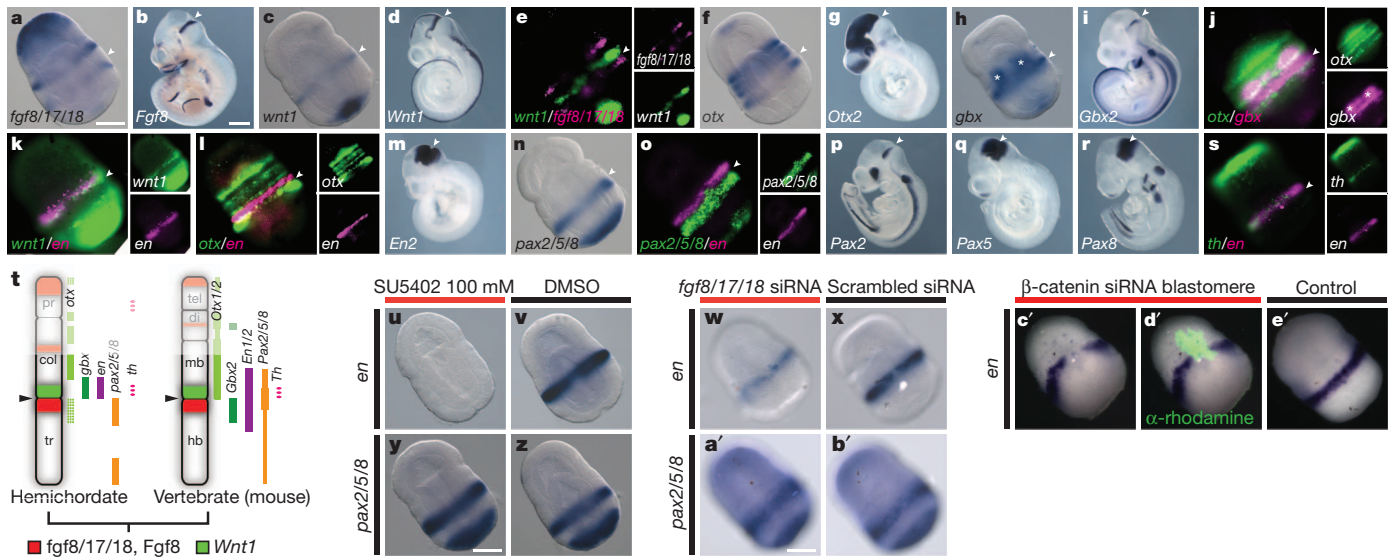 a
fgf8/17/18
b
Fgf8
c
wnt1
d
Wnt1
e
fgf8/17/18
wnt1/fgf8/17/18
wnt1
f
otx
g
Otx2
h
*
*
gbx
i
Gbx2
j
otx
* *
otx/gbx
gbx
k
wnt1
wnt1/en
en
l
otx
otx/en
en
m
En2
n
pax2/5/8
o
pax2/5/8
pax2/5/8/en
en
p
Pax2
q
Pax5
r
Pax8
s
th
th/en
en
t
pr
col
tr
otx
gbx
en
pax2/5/8
th
tel
di
mb
hb
Otx1/2
Gbx2
En1/2
Pax2/5/8
Th
Hemichordate
Vertebrate (mouse)
fgf8/17/18, Fgf8
Wnt1
SU5402 100 mM
DMSO
en
u
v
pax2/5/8
y
z
fgf8/17/18 siRNA
Scrambled siRNA
en
w
x
pax2/5/8
a′
b′
β-catenin siRNA blastomere
Control
en
c′
d′
α-rhodamine
e′